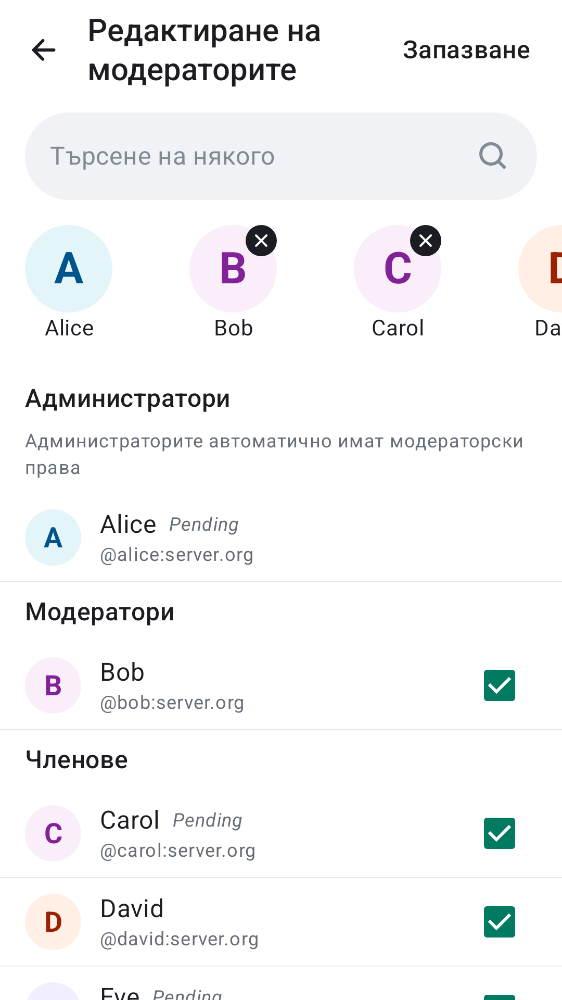 Редактиране на
модераторите
Запазване
Търсене на някого
A
B
C
D
Alice
Bob
Carol
Da
Администратори
Администраторите автоматично имат модераторски
права
A
Alice Pending
@alice:server.org
Модератори
B
Bob
@bob:server.org
Членове
C
Carol Pending
@carol:server.org
D
David
@david:server.org
Eve Pending